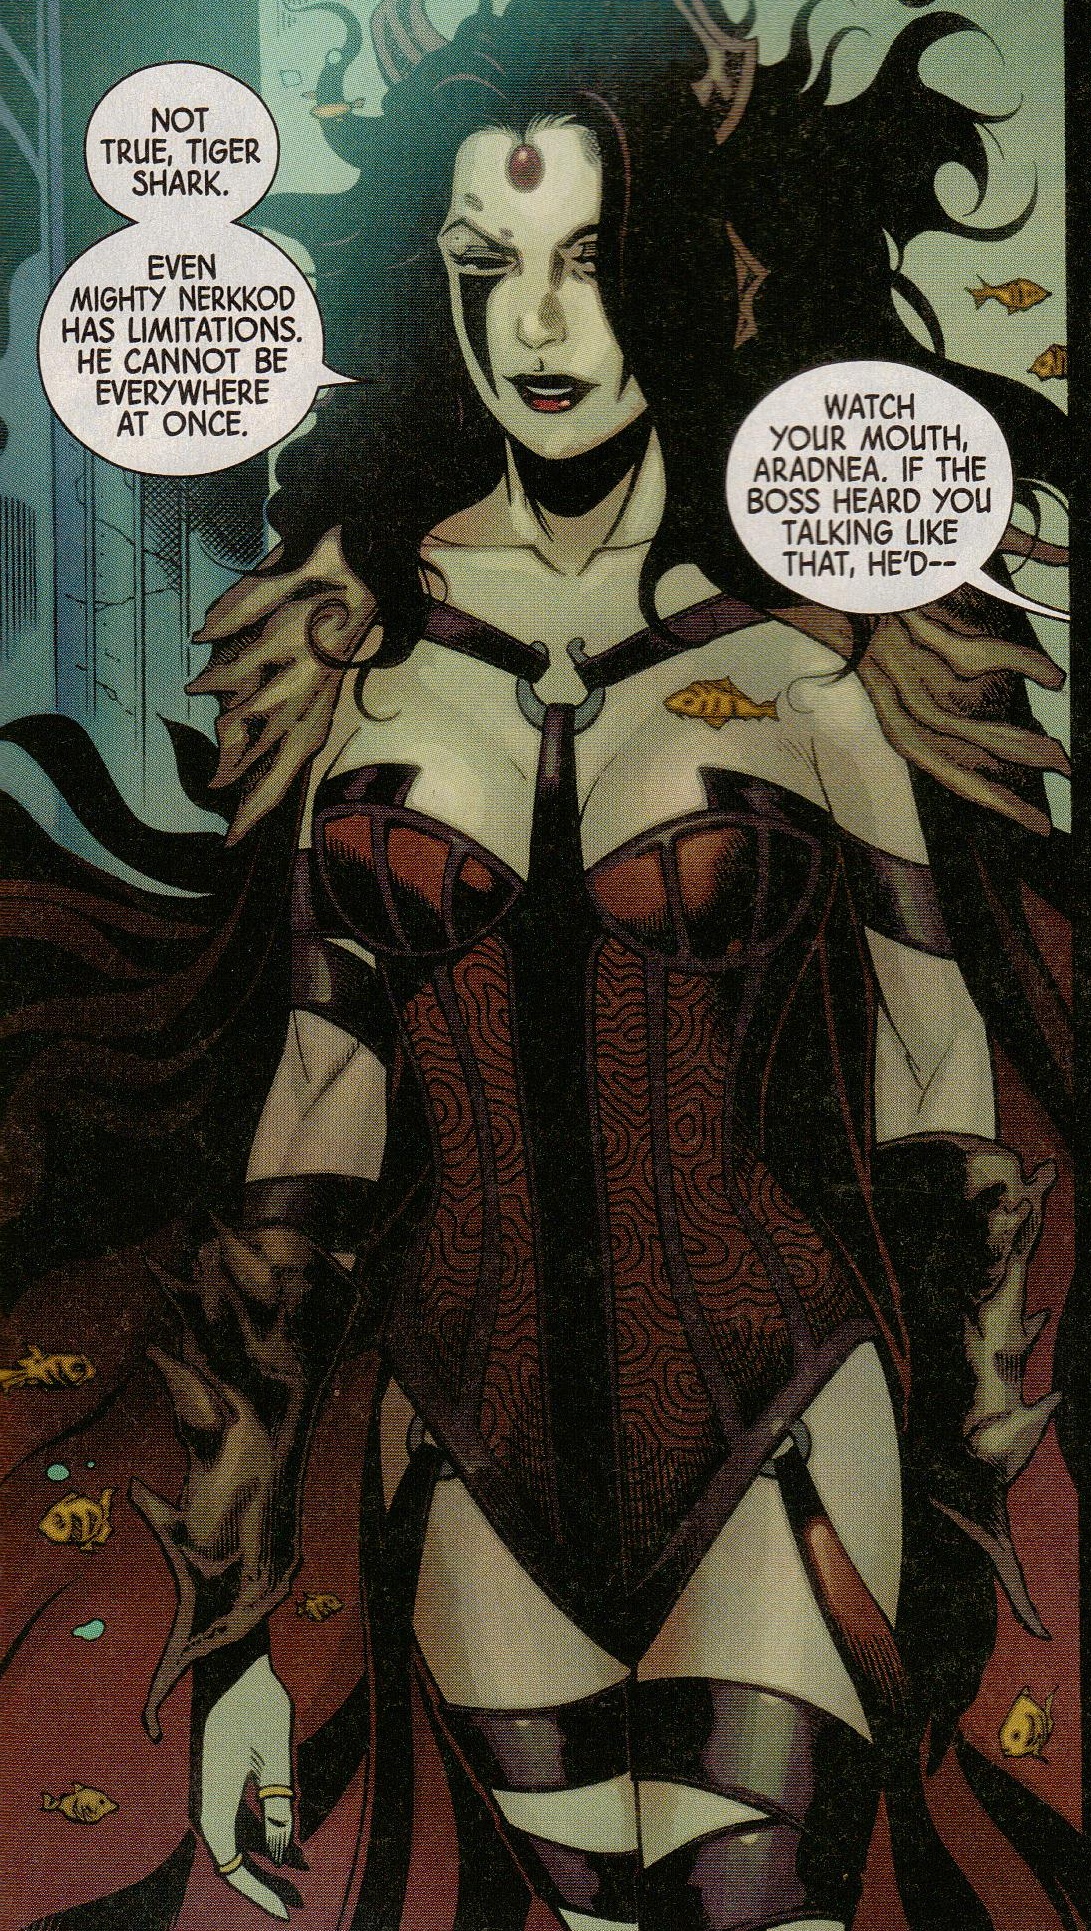 NOT
TRUE, TIGER
SHARK.
EVEN
MIGHTY NERKKOD
HAS LIMITATIONS.
HE CANNOT BE
EVERYWHERE
AT ONCE.
WATCH
YOUR MOUTH,
ARADNEA. IF THE
BOSS HEARD YOU
TALKING LIKE
THAT, HE'D--